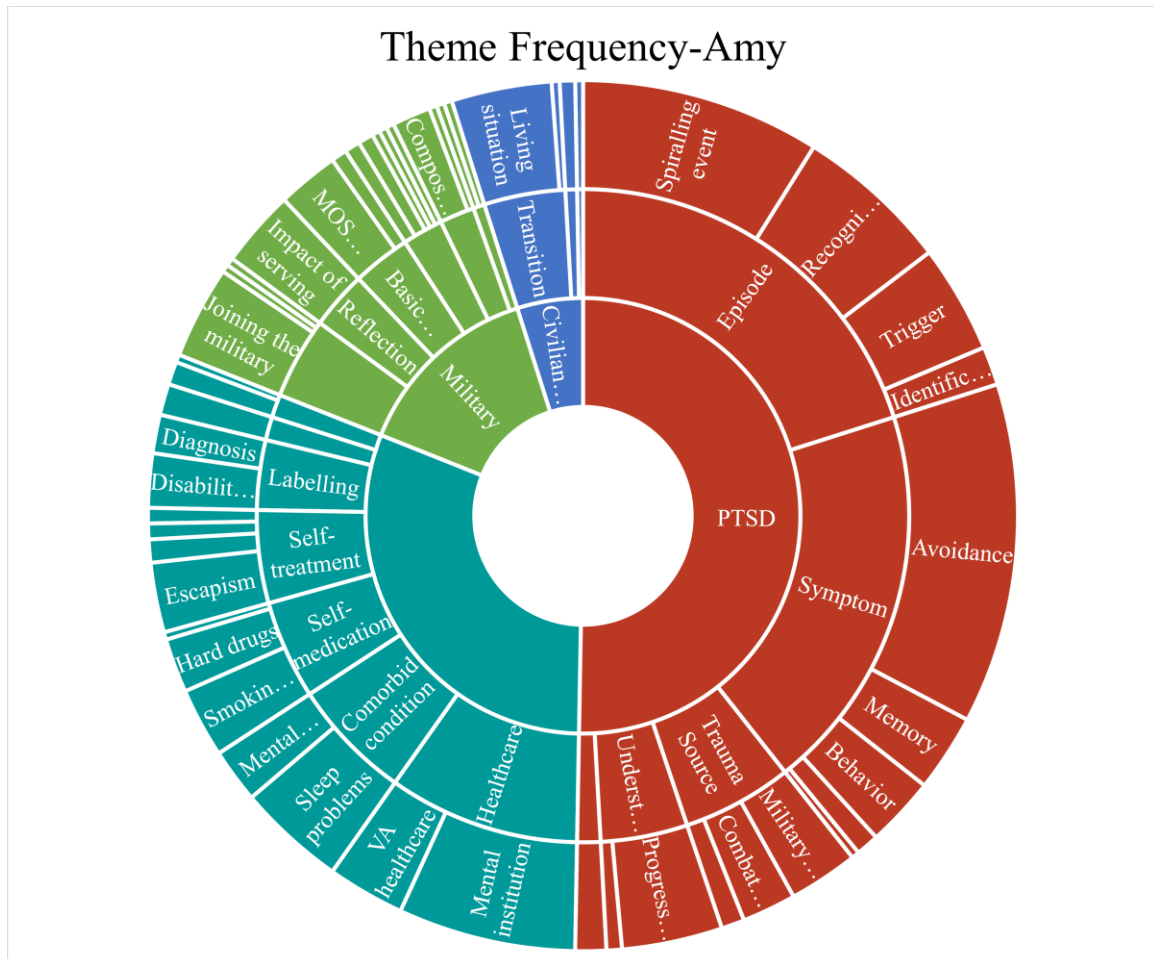 Theme Frequency-Amy
PTSD
Episode
Spiralling
event
Recogni…
Trigger
Identific…
Symptom
Avoidance
Memory
Behavior
Trauma
Source
Military…
Combat
…
Underst…
Progress
…
Healthcare
Mental
institution
VA
healthcare
Comorbid
condition
Sleep
problems
Mental…
Self-
medication
Smokin…
Hard drugs
Self-
treatment
Escapism
Labelling
Disabilit…
Diagnosis
Military
Joining the
military
Reflection
Impact of
serving
Basic
…
MOS
…
Compos
…
Civilian
…
Transition
Living
situation